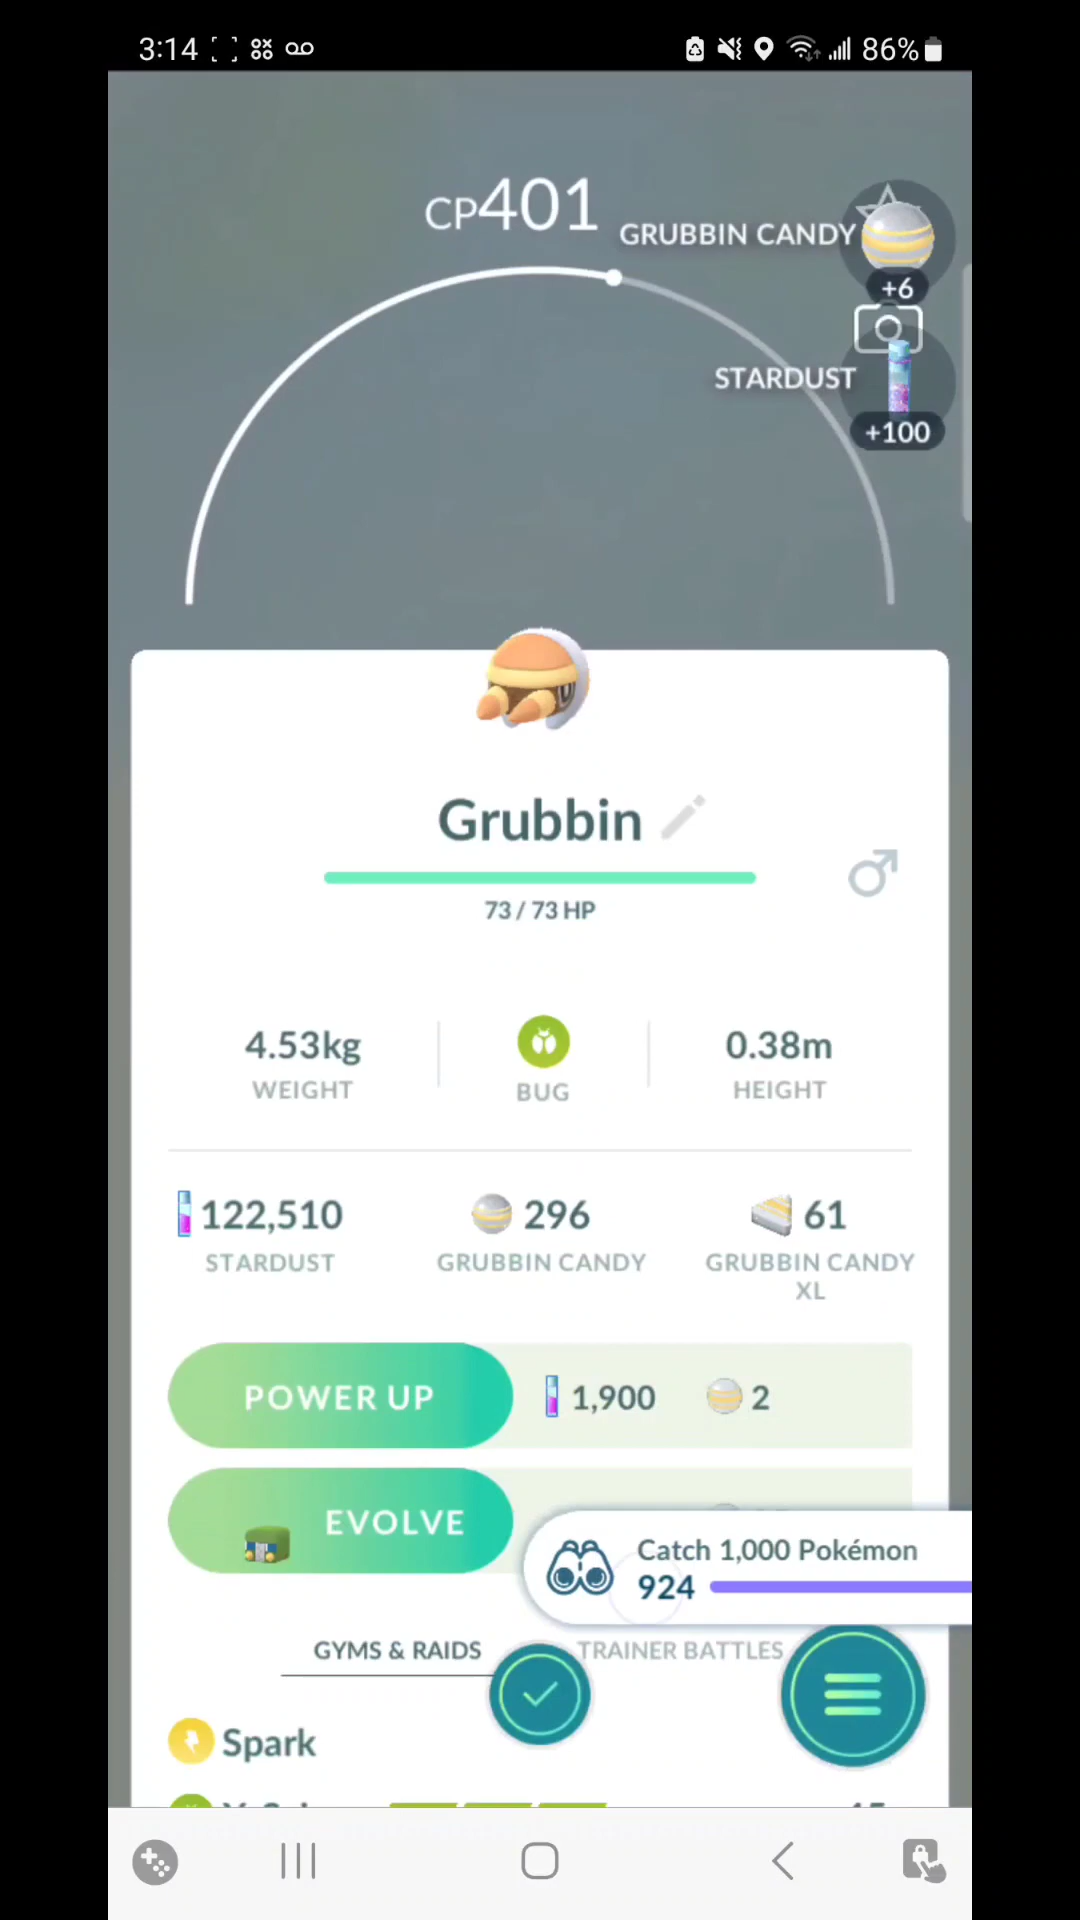 3:14
86%
CP401
GRUBBIN CANDY
+6
STARDUST
+100
Grubbin
73 / 73 HP
4.53kg
WEIGHT
BUG
0.38m
HEIGHT
122,510
STARDUST
296
GRUBBIN CANDY
61
GRUBBIN CANDY
XL
POWER UP
1,900
2
EVOLVE
Catch 1,000 Pokémon
924
GYMS & RAIDS
TRAINER BATTLES
Spark